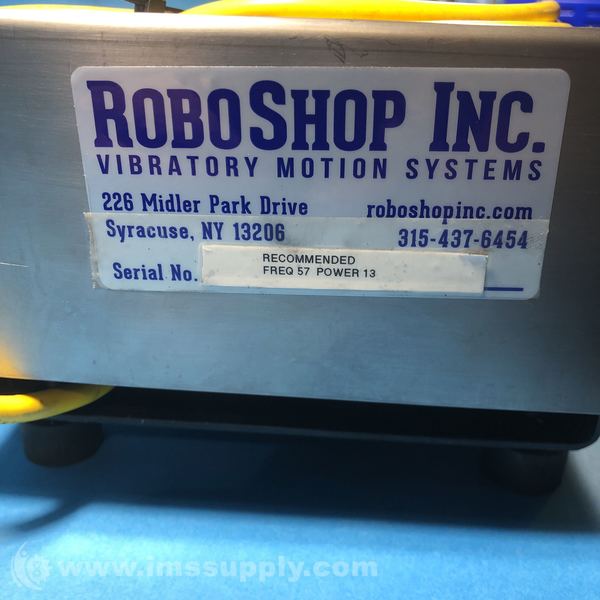 ROBOSHOP INC.
VIBRATORY MOTION SYSTEMS
226 Midler Park Drive roboshopinc.com
Syracuse, NY 13206 315-437-6454
Serial No. RECOMMENDED
FREQ 57 POWER 13
www.imssupply.com